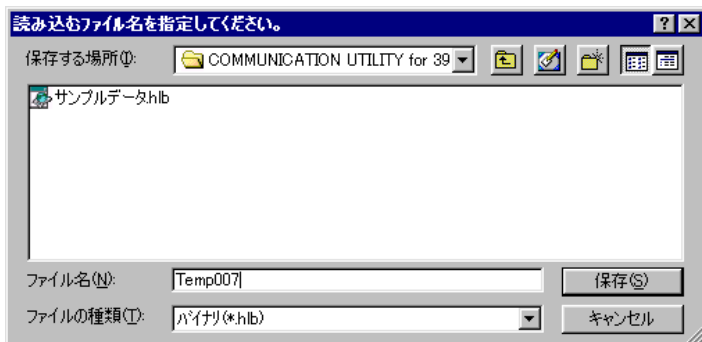 読み込むファイル名を指定してください。
保存する場所(I): COMMUNICATION UTILITY for 39
サンプルデータ.hlb
ファイル名(N): Temp007 保存(S)
ファイルの種類(T): バイナリ(*.hlb) キャンセル